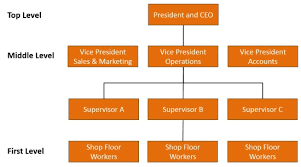 Top Level
President and CEO
Middle Level
Vice President
Sales & Marketing
Vice President
Operations
Vice President
Accounts
Supervisor A
Supervisor B
Supervisor C
First Level
Shop Floor
Workers
Shop Floor
Workers
Shop Floor
Workers